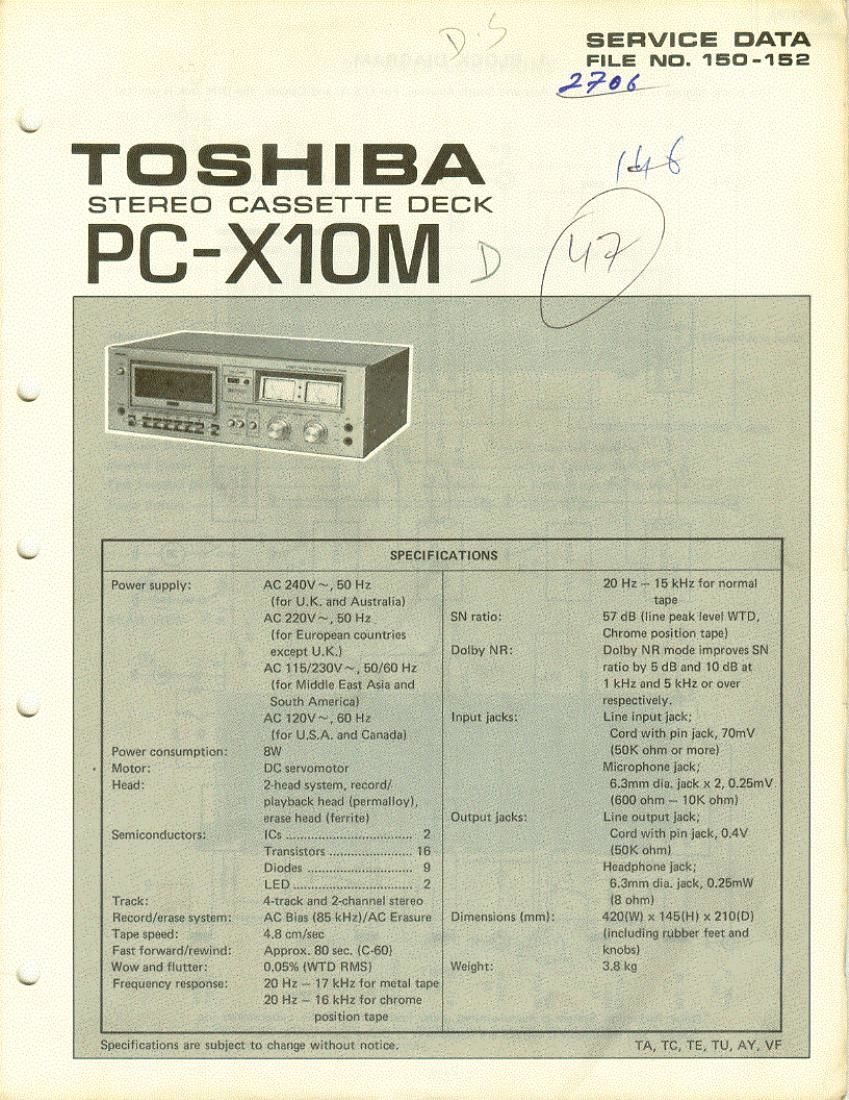 D.S
SERVICE DATA
FILE NO. 150-152
2706
TOSHIBA
146
STEREO CASSETTE DECK
PC-X10M
D
47
SPECIFICATIONS
Power supply: AC 240V ~, 50 Hz
(for U.K. and Australia)
AC 220V ~, 50 Hz
(for European countries
except U.K.)
AC 115/230V ~, 50/60 Hz
(for Middle East Asia and
South America)
AC 120V ~, 60 Hz
(for U.S.A. and Canada)
Power consumption: 8W
Motor: DC servomotor
Head: 2-head system, record/
playback head (permalloy),
erase head (ferrite)
Semiconductors: ICs .................................. 2
Transistors ...................... 16
Diodes ............................. 9
LED ................................ 2
Track: 4-track and 2-channel stereo
Record/erase system: AC Bias (85 kHz)/AC Erasure
Tape speed: 4.8 cm/sec
Fast forward/rewind: Approx. 80 sec. (C-60)
Wow and flutter: 0.05% (WTD RMS)
Frequency response: 20 Hz – 17 kHz for metal tape
20 Hz – 16 kHz for chrome
position tape
20 Hz – 15 kHz for normal
tape
SN ratio: 57 dB (line peak level WTD,
Chrome position tape)
Dolby NR: Dolby NR mode improves SN
ratio by 5 dB and 10 dB at
1 kHz and 5 kHz or over
respectively.
Input jacks: Line input jack;
Cord with pin jack, 70mV
(50K ohm or more)
Microphone jack;
6.3mm dia. jack x 2, 0.25mV
(600 ohm – 10K ohm)
Output jacks: Line output jack;
Cord with pin jack, 0.4V
(50K ohm)
Headphone jack;
6.3mm dia. jack, 0.25mW
(8 ohm)
Dimensions (mm): 420(W) x 145(H) x 210(D)
(including rubber feet and
knobs)
Weight: 3.8 kg
Specifications are subject to change without notice.
TA, TC, TE, TU, AY, VF